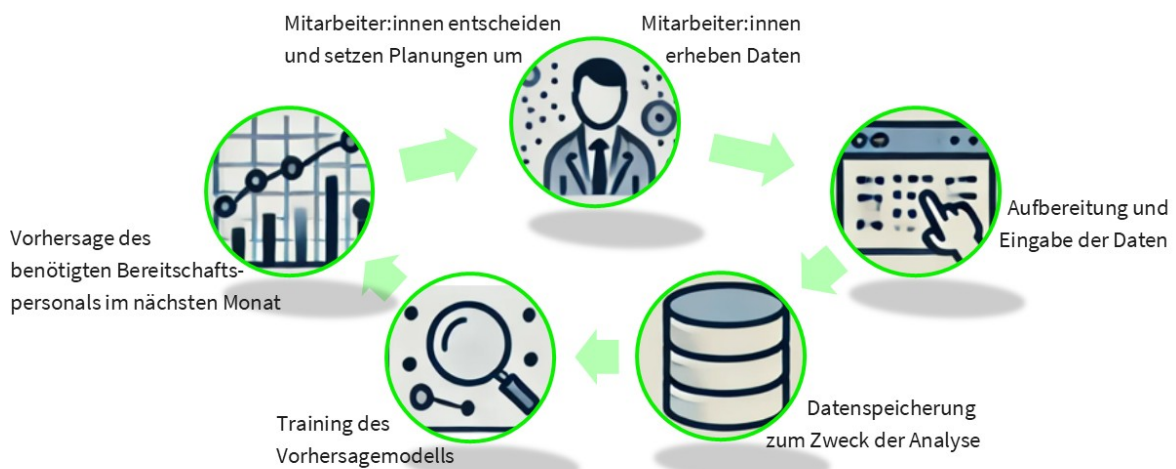 Mitarbeiter:innen entscheiden
und setzen Planungen um
Mitarbeiter:innen
erheben Daten
Aufbereitung und
Eingabe der Daten
Datenspeicherung
zum Zweck der Analyse
Training des
Vorhersagemodells
Vorhersage des
benötigten Bereitschafts-
personals im nächsten Monat